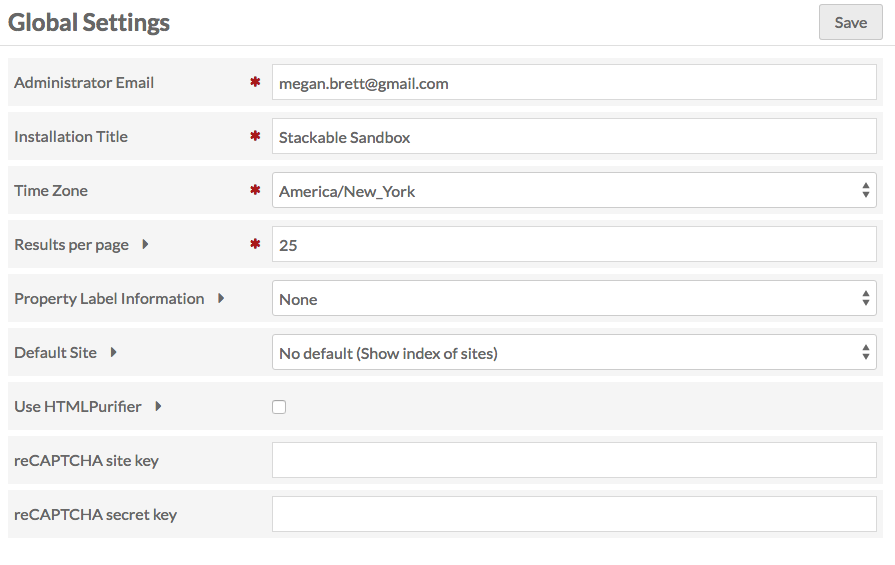 Global Settings
Save
Administrator Email * megan.brett@gmail.com
Installation Title * Stackable Sandbox
Time Zone * America/New_York
Results per page * 25
Property Label Information None
Default Site No default (Show index of sites)
Use HTMLPurifier
reCAPTCHA site key
reCAPTCHA secret key